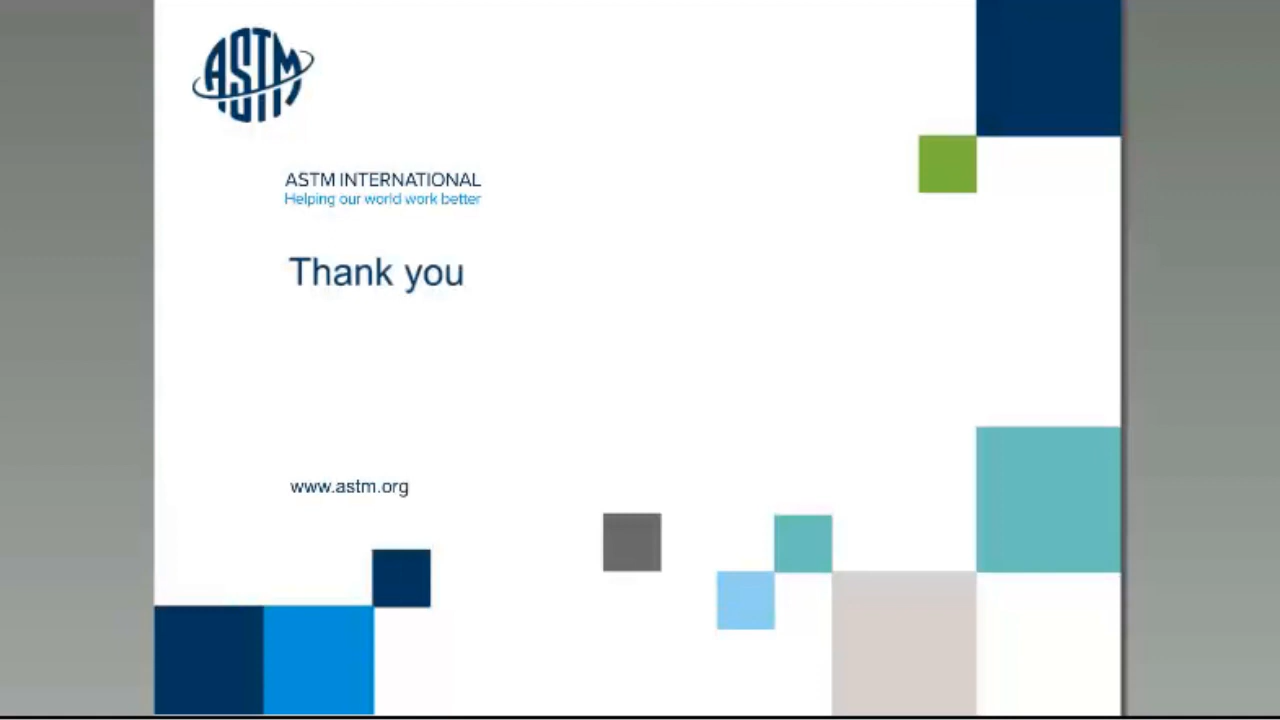 ASTM
ASTM INTERNATIONAL
Helping our world work better
Thank you
www.astm.org